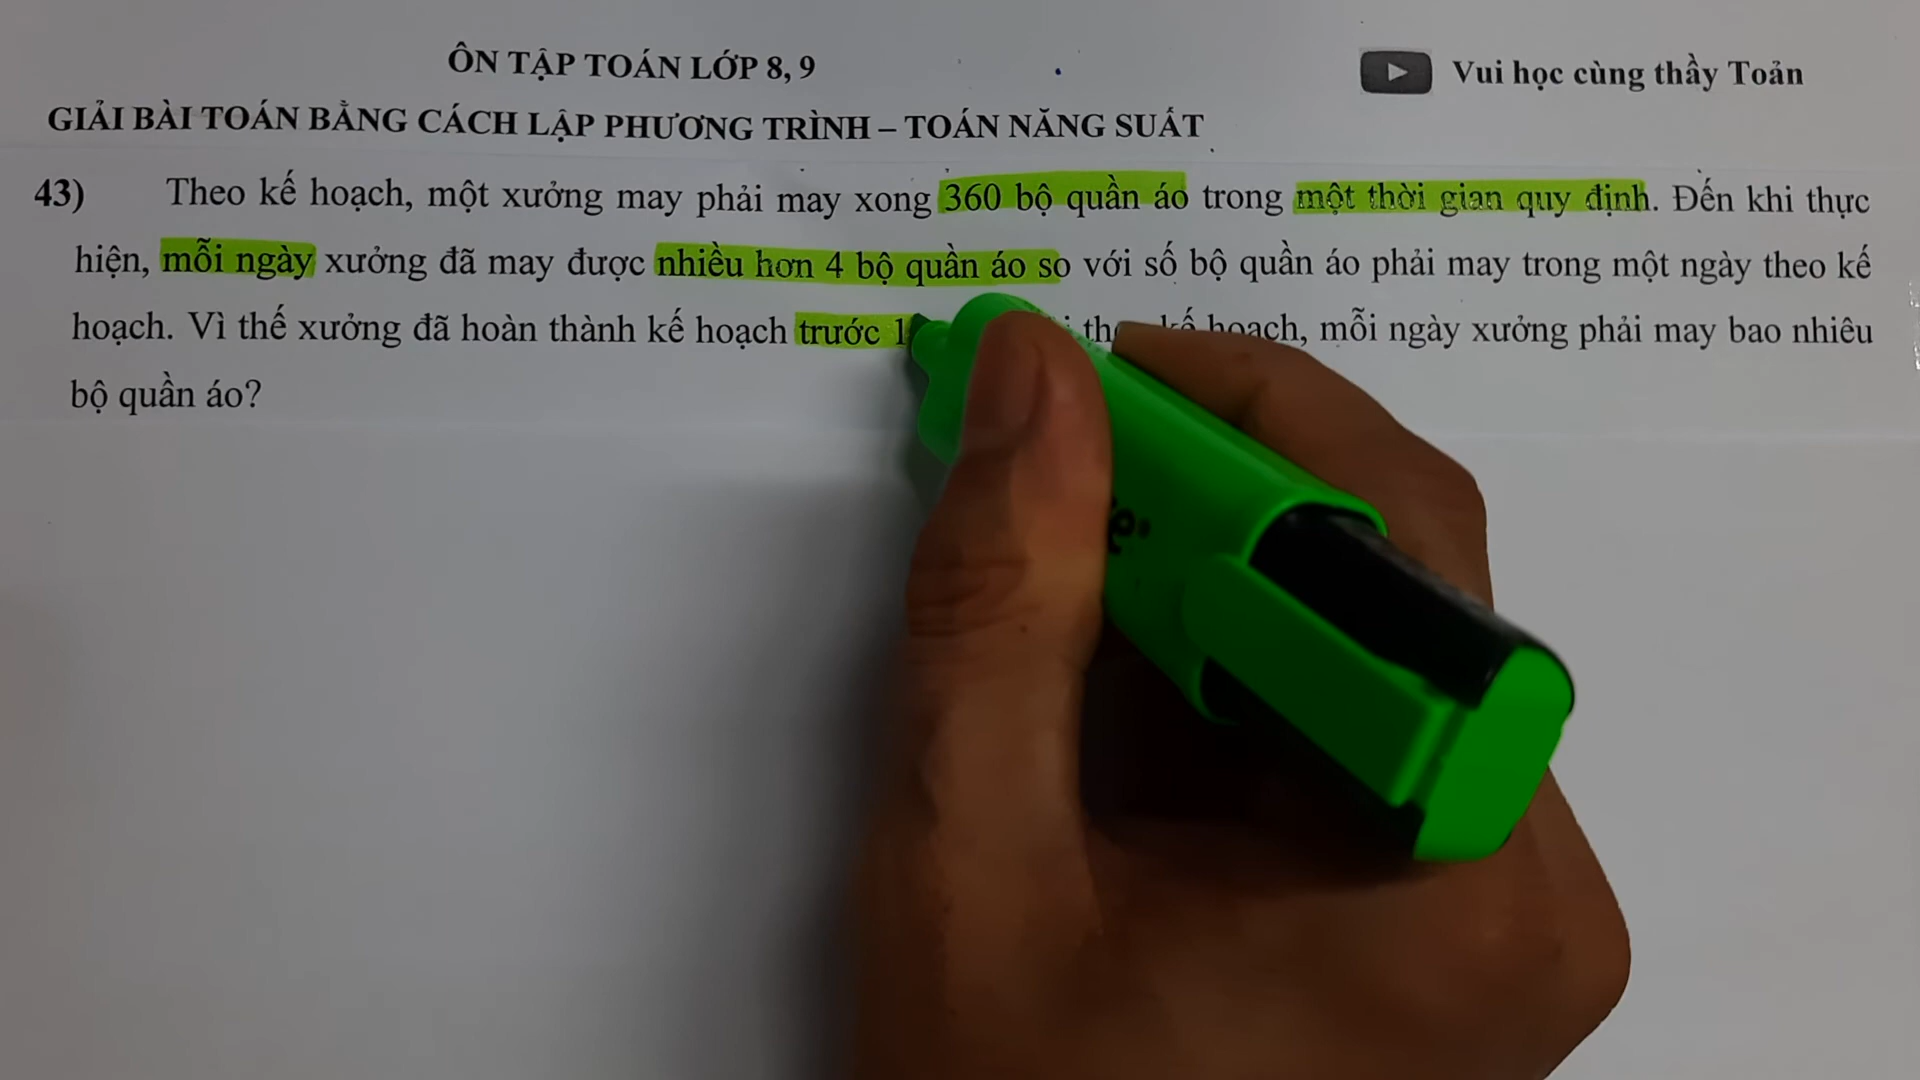 ÔN TẬP TOÁN LỚP 8, 9
Vui học cùng thầy Toản
GIẢI BÀI TOÁN BẰNG CÁCH LẬP PHƯƠNG TRÌNH – TOÁN NĂNG SUẤT
43) Theo kế hoạch, một xưởng may phải may xong 360 bộ quần áo trong một thời gian quy định. Đến khi thực
hiện, mỗi ngày xưởng đã may được nhiều hơn 4 bộ quần áo so với số bộ quần áo phải may trong một ngày theo kế
hoạch. Vì thế xưởng đã hoàn thành kế hoạch trước 1 kế hoạch, mỗi ngày xưởng phải may bao nhiêu
bộ quần áo?